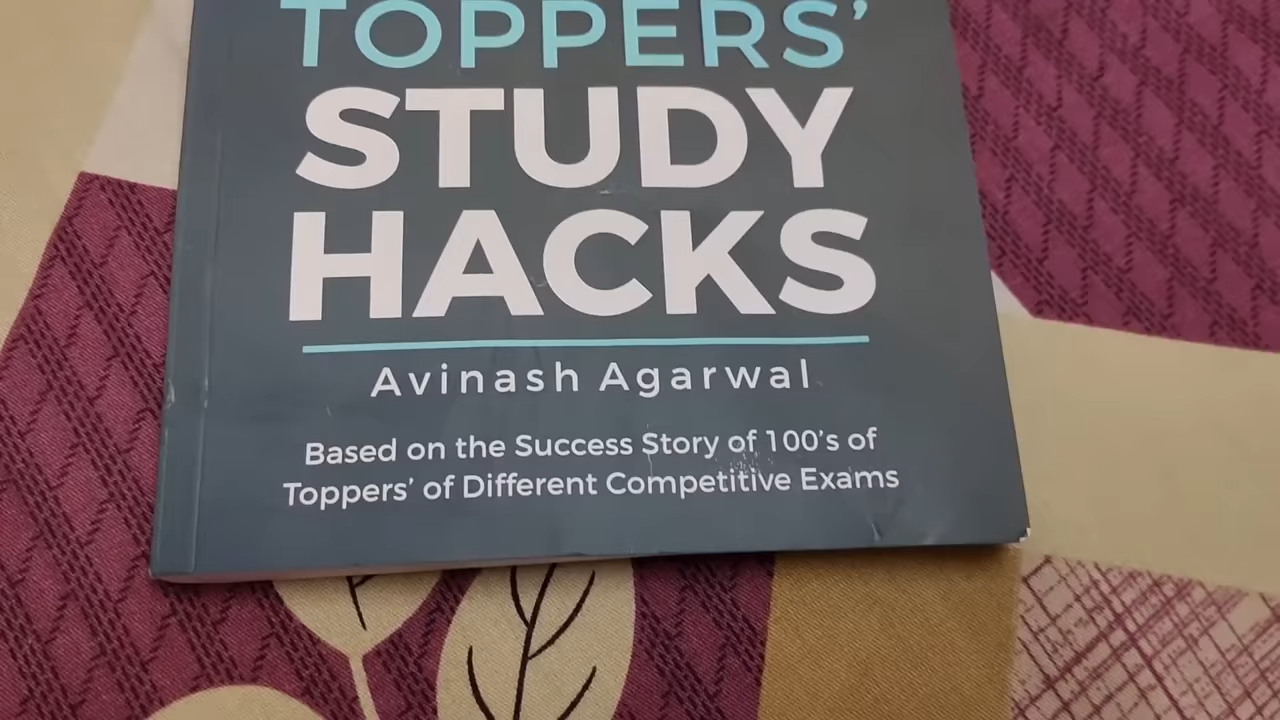 TOPPERS'
STUDY
HACKS
Avinash Agarwal
Based on the Success Story of 100's of
Toppers' of Different Competitive Exams